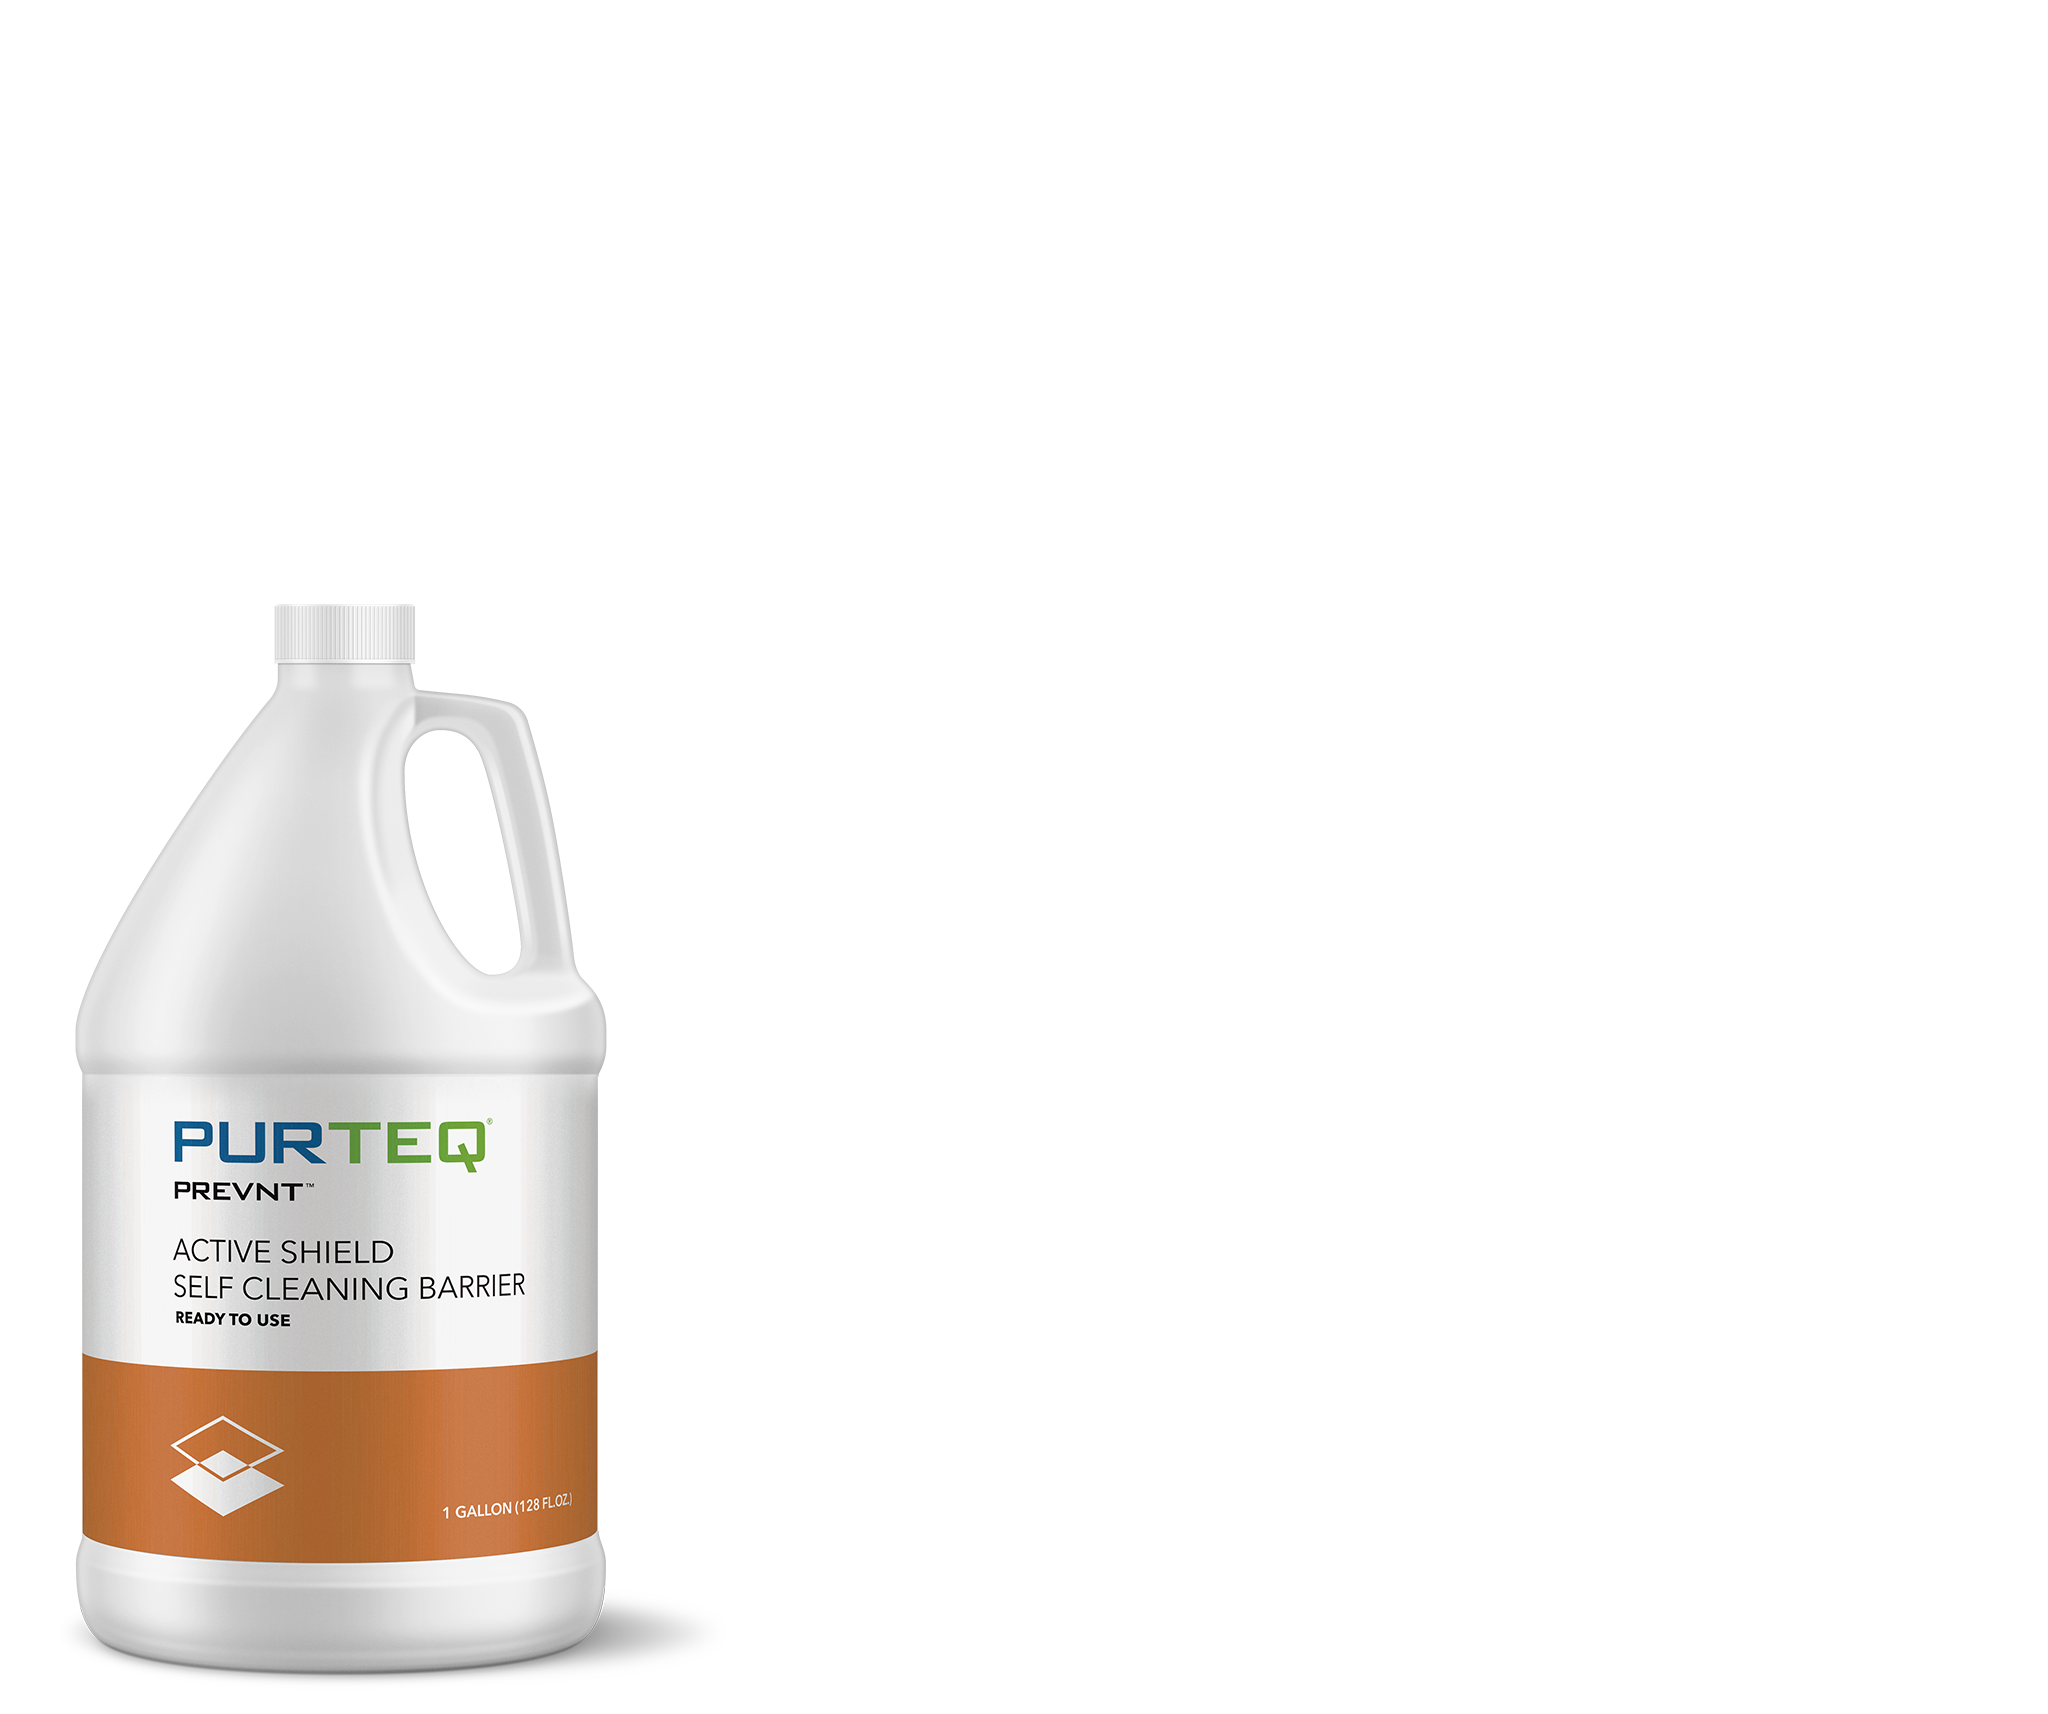 PURTEQ®
PREVNT™
ACTIVE SHIELD
SELF CLEANING BARRIER
READY TO USE
1 GALLON (128 FL.OZ.)